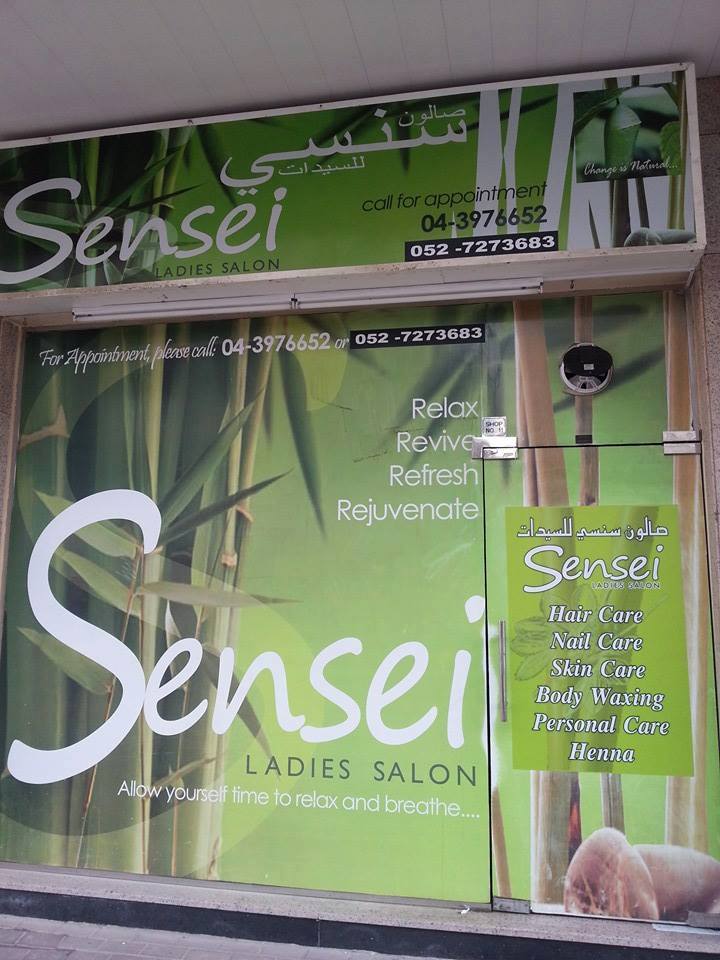 صالون
سنسي
للسيدات
Sensei
LADIES SALON
Change is Natural...
call for appointment
04-3976652
052 -7273683
For Appointment, please call: 04-3976652 or 052 -7273683
Relax
Revive
Refresh
Rejuvenate
SHOP
NO. 11
Sensei
LADIES SALON
Allow yourself time to relax and breathe....
صالون سنسي للسيدات
Sensei
LADIES SALON
Hair Care
Nail Care
Skin Care
Body Waxing
Personal Care
Henna